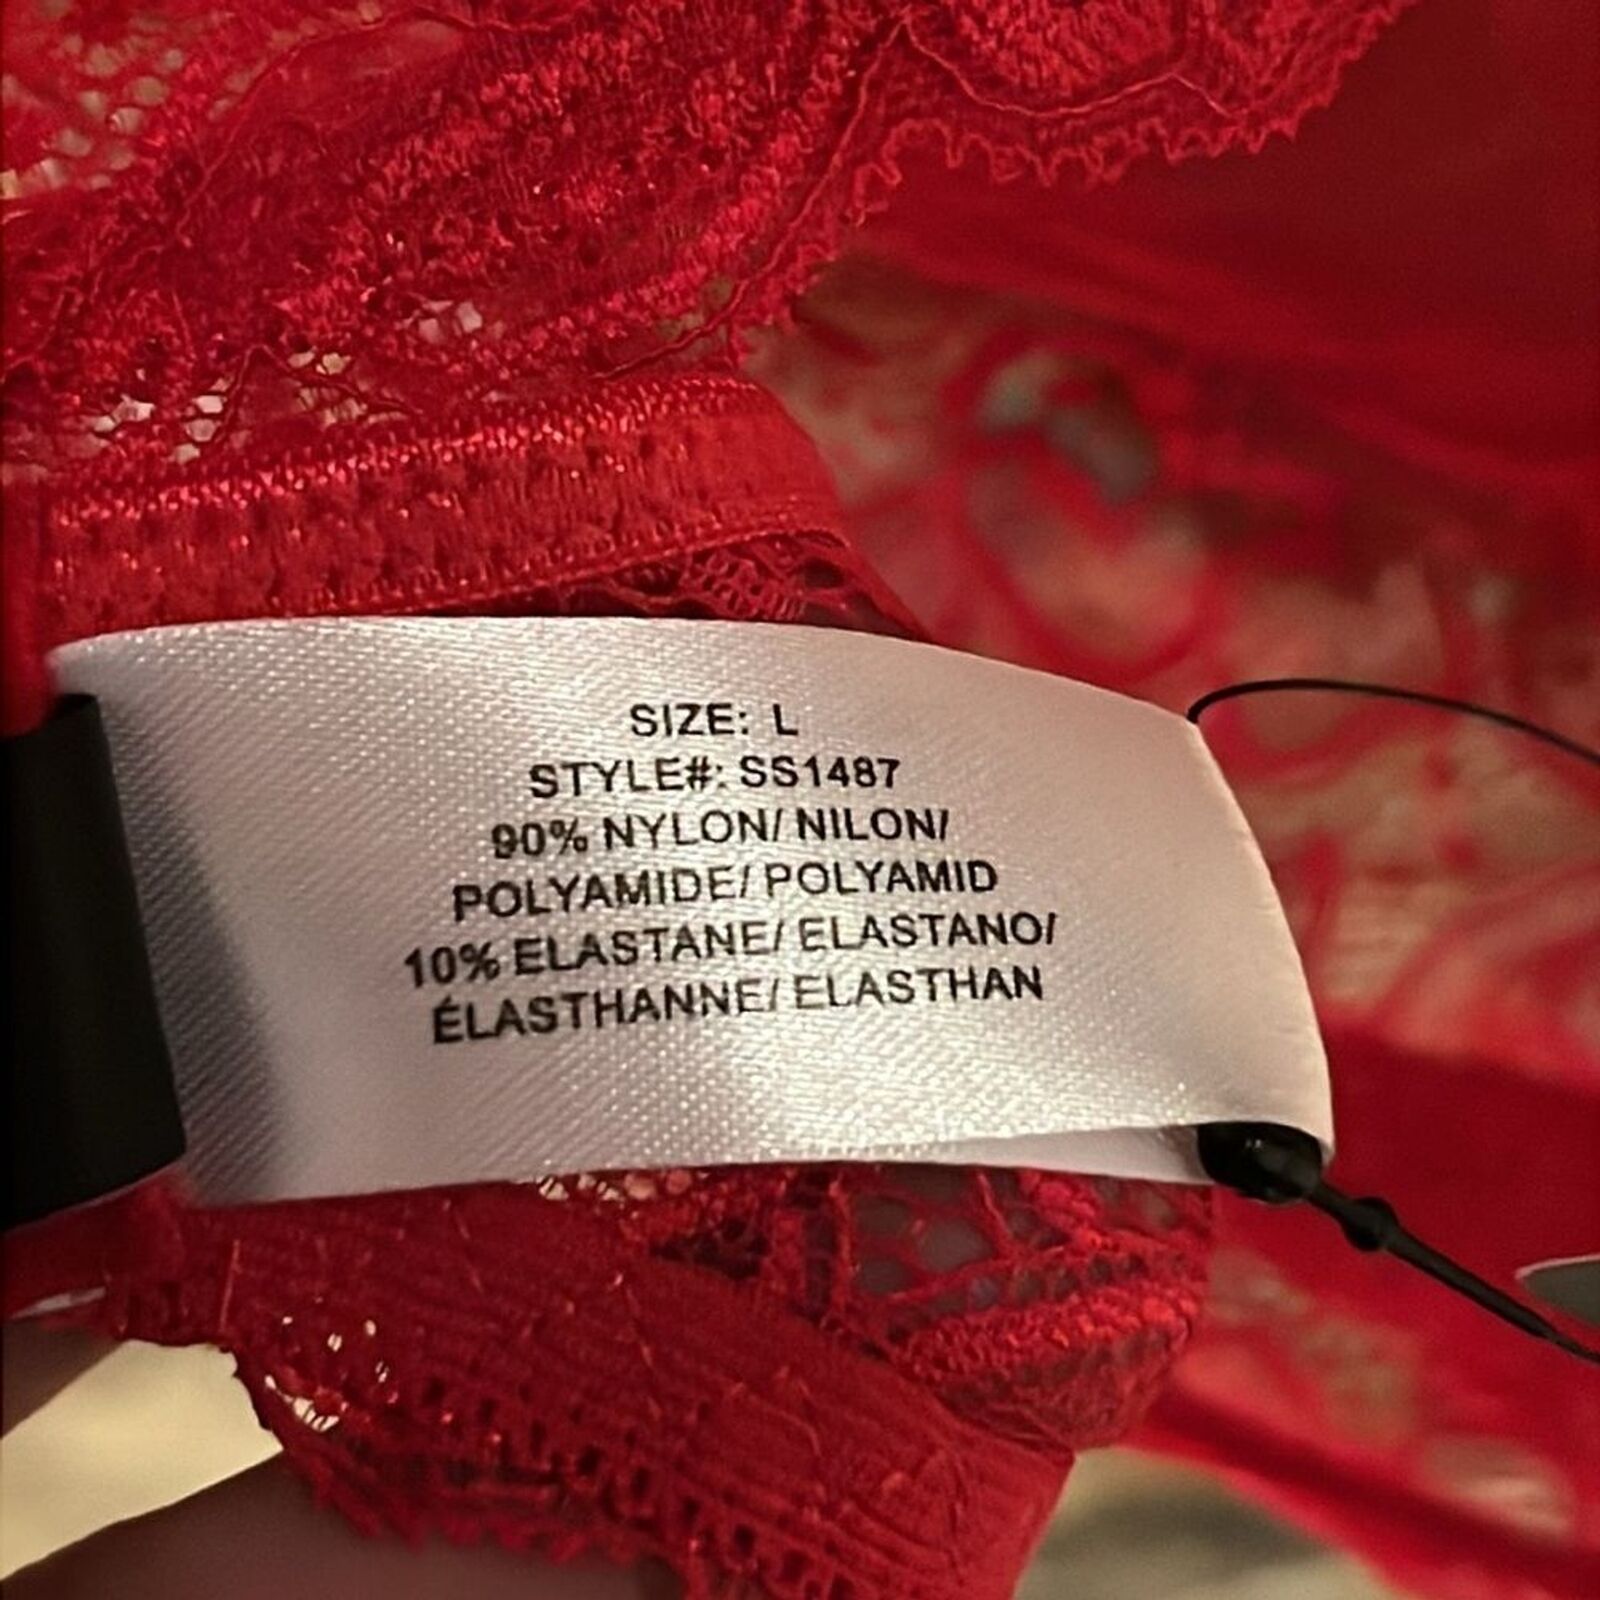 SIZE: L
STYLE#: SS1487
90% NYLON/ NILON/
POLYAMIDE/ POLYAMID
10% ELASTANE/ ELASTANO/
ÉLASTHANNE/ ELASTHAN